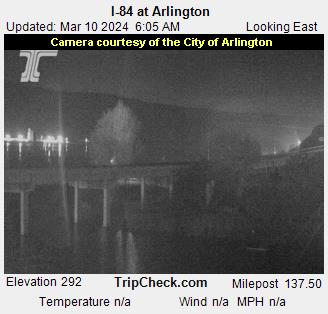 I-84 at Arlington
Updated: Mar 10 2024 6:05 AM Looking East
Camera courtesy of the City of Arlington
Elevation 292 TripCheck.com Milepost 137.50
Temperature n/a Wind n/a MPH n/a